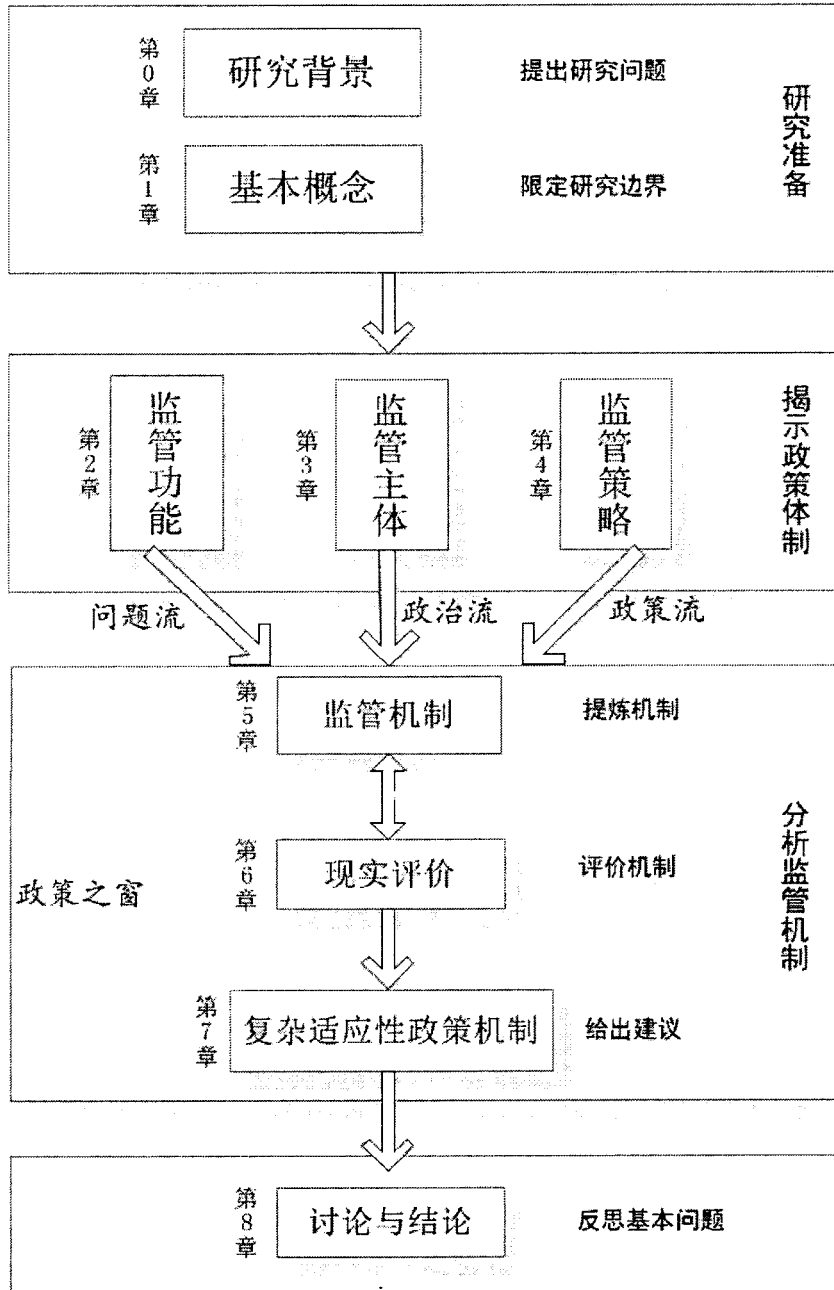 第0章
研究背景
提出研究问题
第1章
基本概念
限定研究边界
研究准备
第2章
监管功能
第3章
监管主体
第4章
监管策略
揭示政策体制
问题流
政治流
政策流
第5章
监管机制
提炼机制
第6章
现实评价
评价机制
政策之窗
第7章
复杂适应性政策机制
给出建议
分析监管机制
第8章
讨论与结论
反思基本问题